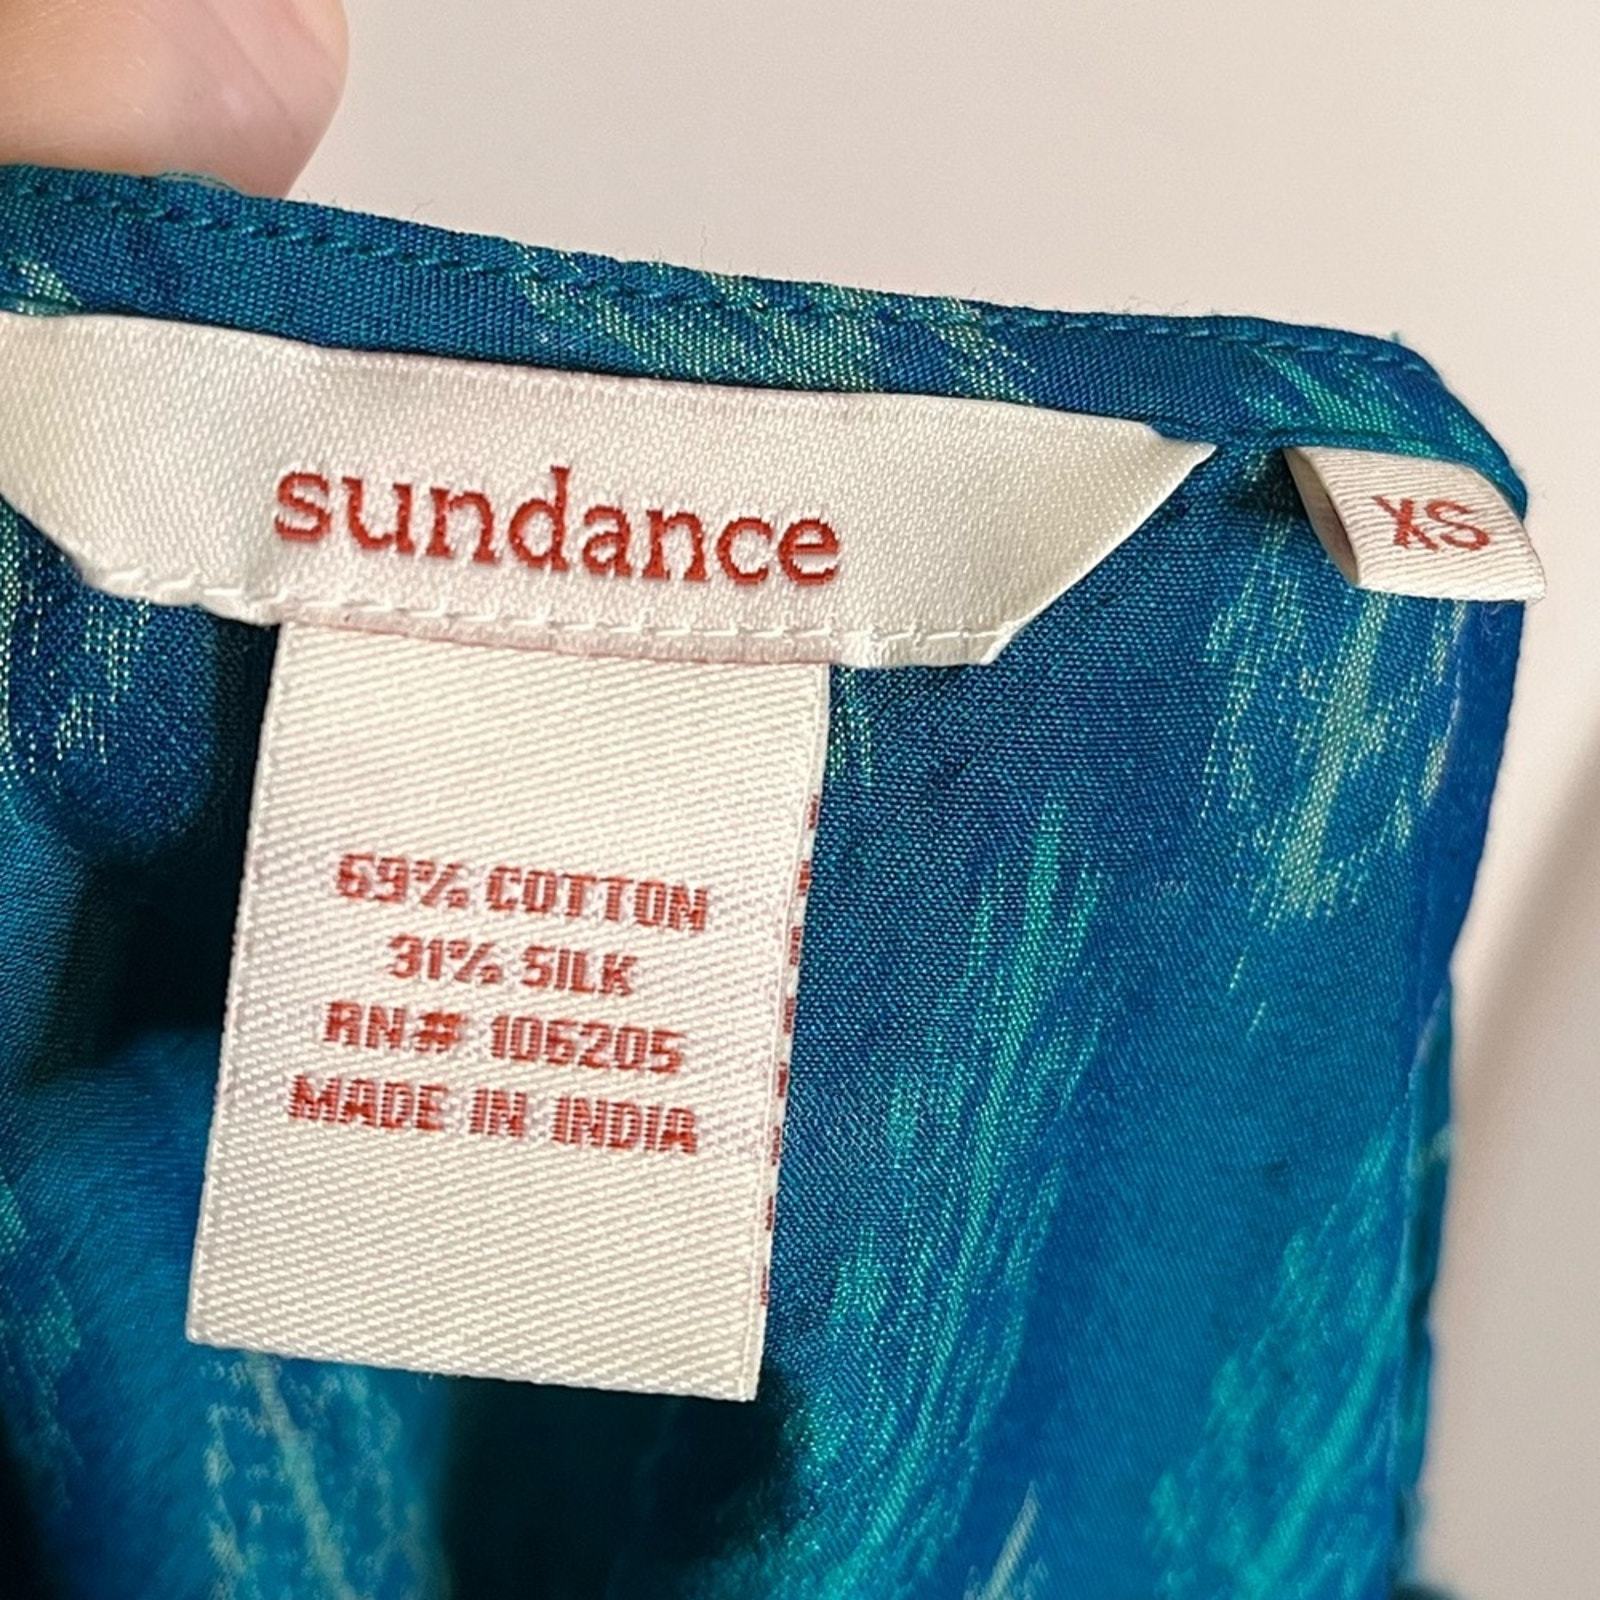 sundance
XS
69% COTTON
31% SILK
RN# 106205
MADE IN INDIA